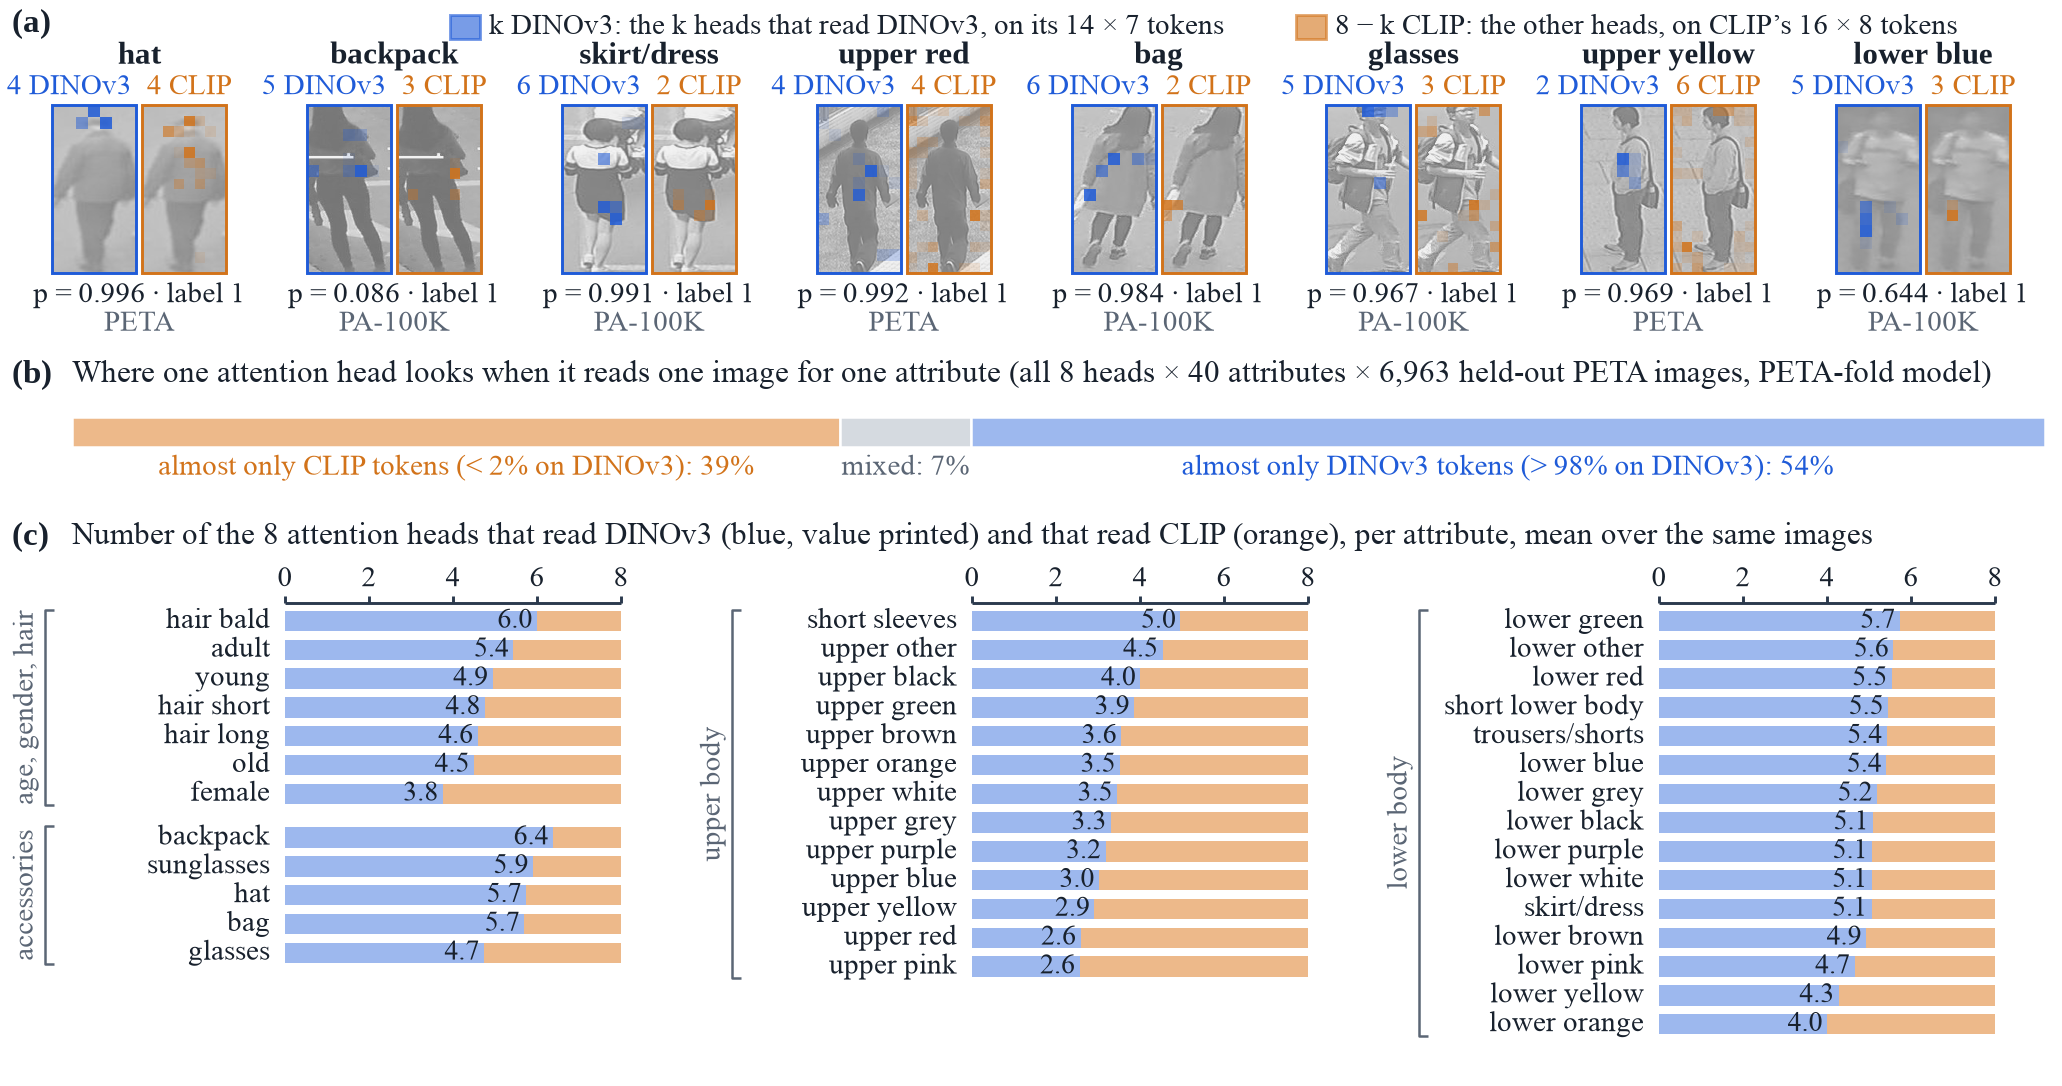 (a)
k DINOv3: the k heads that read DINOv3, on its 14 × 7 tokens
8 − k CLIP: the other heads, on CLIP’s 16 × 8 tokens
hat backpack skirt/dress upper red bag glasses upper yellow lower blue
4 DINOv3 4 CLIP 5 DINOv3 3 CLIP 6 DINOv3 2 CLIP 4 DINOv3 4 CLIP 6 DINOv3 2 CLIP 5 DINOv3 3 CLIP 2 DINOv3 6 CLIP 5 DINOv3 3 CLIP
p = 0.996 · label 1 p = 0.086 · label 1 p = 0.991 · label 1 p = 0.992 · label 1 p = 0.984 · label 1 p = 0.967 · label 1 p = 0.969 · label 1 p = 0.644 · label 1
PETA PA-100K PA-100K PETA PA-100K PA-100K PETA PA-100K
(b) Where one attention head looks when it reads one image for one attribute (all 8 heads × 40 attributes × 6,963 held-out PETA images, PETA-fold model)
almost only CLIP tokens (< 2% on DINOv3): 39% mixed: 7% almost only DINOv3 tokens (> 98% on DINOv3): 54%
(c) Number of the 8 attention heads that read DINOv3 (blue, value printed) and that read CLIP (orange), per attribute, mean over the same images
0 2 4 6 8
age, gender, hair
hair bald 6.0
adult 5.4
young 4.9
hair short 4.8
hair long 4.6
old 4.5
female 3.8
accessories
backpack 6.4
sunglasses 5.9
hat 5.7
bag 5.7
glasses 4.7
0 2 4 6 8
upper body
short sleeves 5.0
upper other 4.5
upper black 4.0
upper green 3.9
upper brown 3.6
upper orange 3.5
upper white 3.5
upper grey 3.3
upper purple 3.2
upper blue 3.0
upper yellow 2.9
upper red 2.6
upper pink 2.6
0 2 4 6 8
lower body
lower green 5.7
lower other 5.6
lower red 5.5
short lower body 5.5
trousers/shorts 5.4
lower blue 5.4
lower grey 5.2
lower black 5.1
lower purple 5.1
lower white 5.1
skirt/dress 5.1
lower brown 4.9
lower pink 4.7
lower yellow 4.3
lower orange 4.0